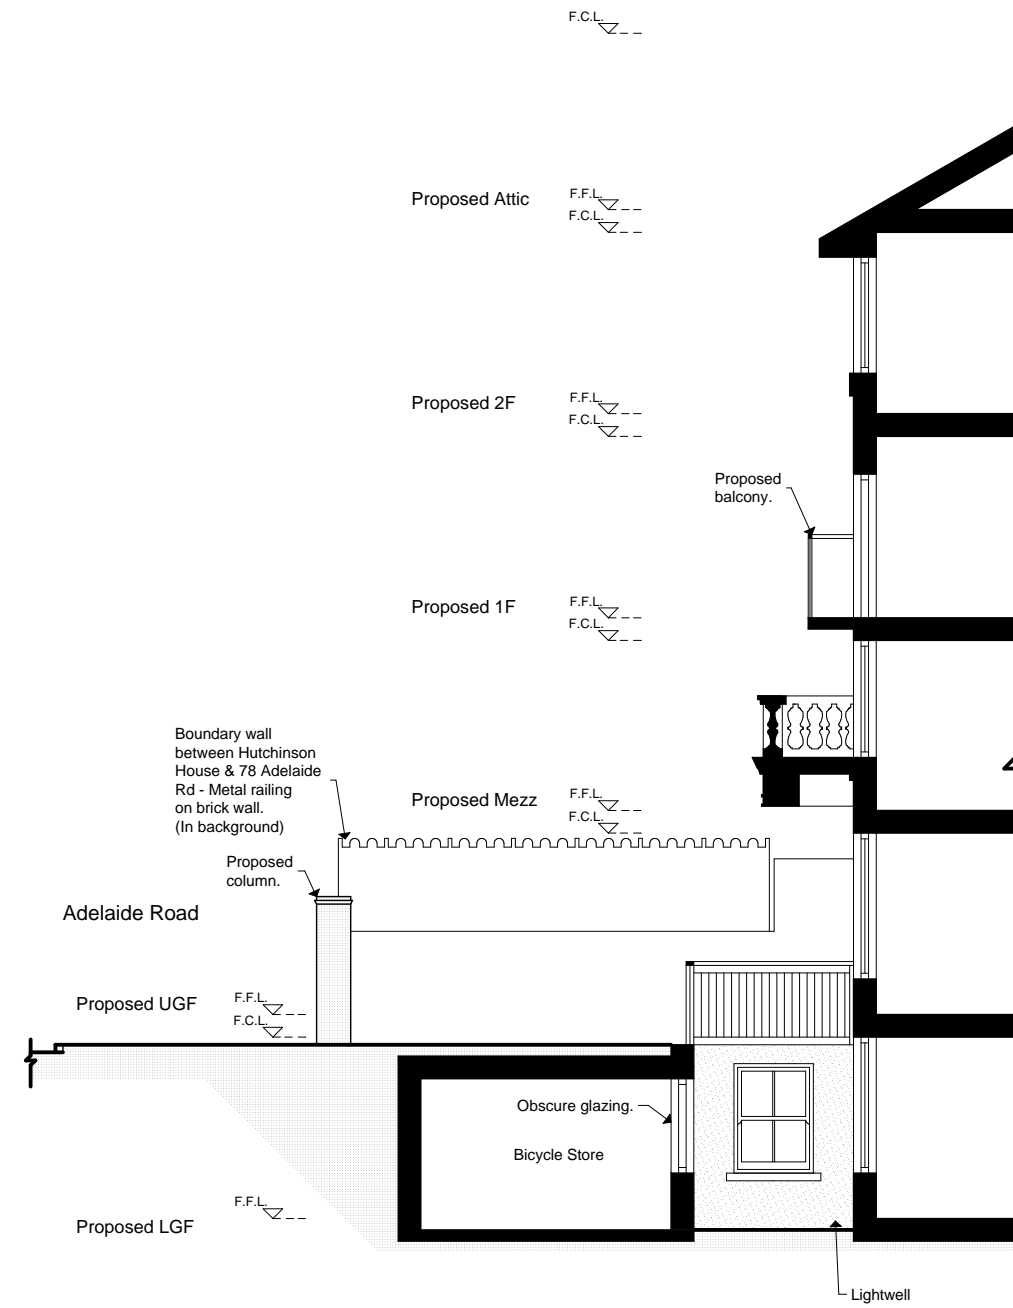 F.C.L.
Proposed Attic
F.F.L.
F.C.L.
Proposed 2F
F.F.L.
F.C.L.
Proposed
balcony.
Proposed 1F
F.F.L.
F.C.L.
Boundary wall
between Hutchinson
House & 78 Adelaide
Rd - Metal railing
on brick wall.
(In background)
Proposed Mezz
F.F.L.
F.C.L.
Proposed
column.
Adelaide Road
Proposed UGF
F.F.L.
F.C.L.
Obscure glazing.
Bicycle Store
Proposed LGF
F.F.L.
Lightwell